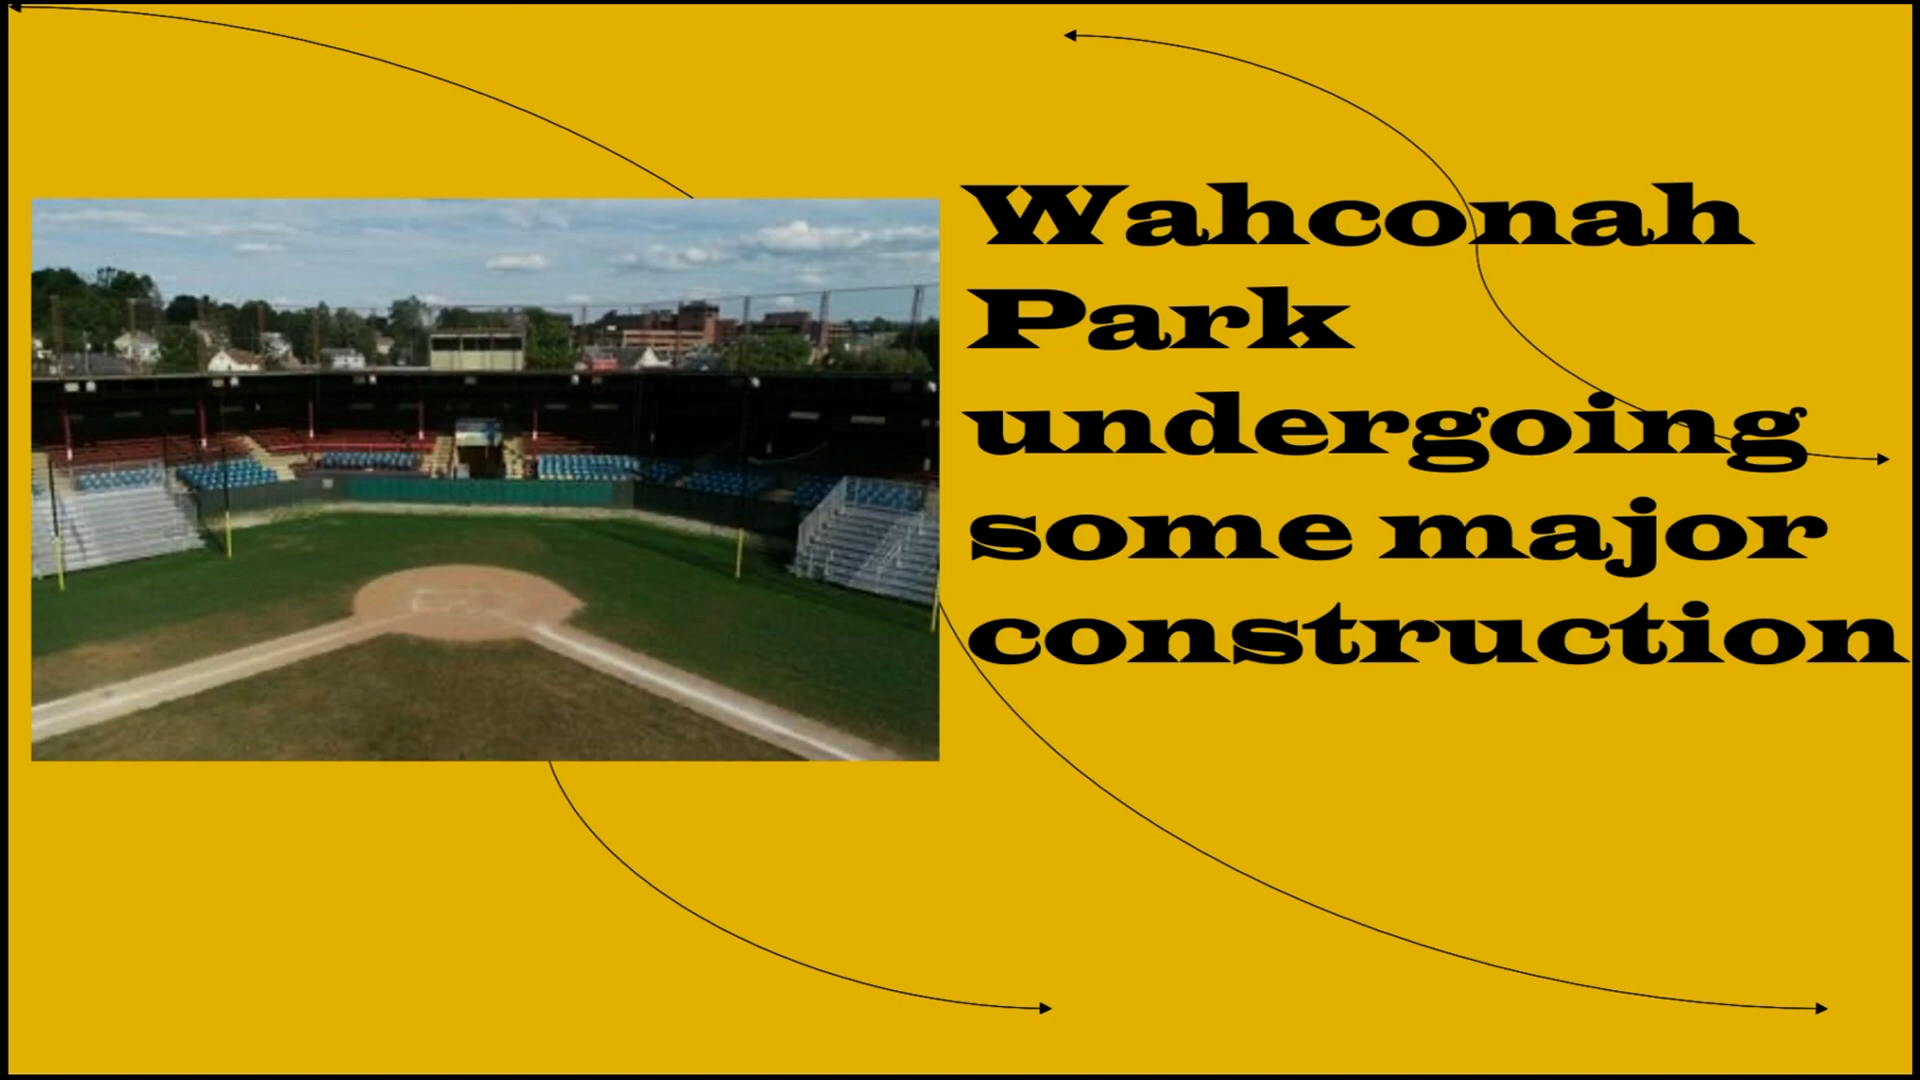 Wahconah
Park
undergoing
some major
construction